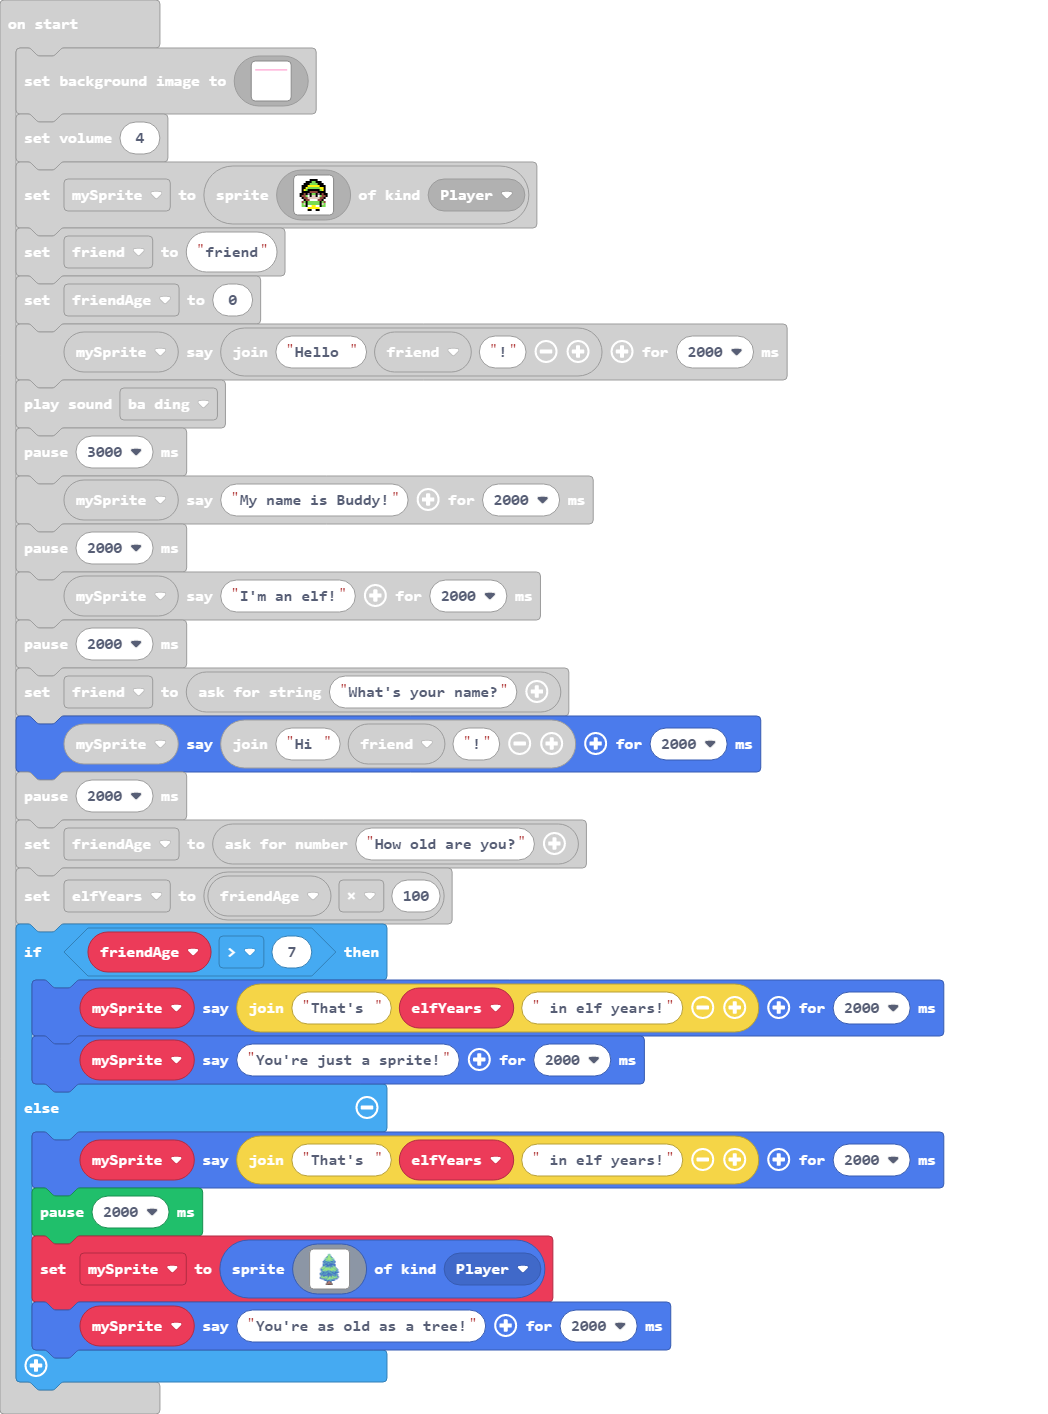 on start
set background image to
set volume 4
set mySprite to sprite of kind Player
set friend to "friend"
set friendAge to 0
mySprite say join "Hello " friend "!" for 2000 ms
play sound ba ding
pause 3000 ms
mySprite say "My name is Buddy!" for 2000 ms
pause 2000 ms
mySprite say "I'm an elf!" for 2000 ms
pause 2000 ms
set friend to ask for string "What's your name?"
mySprite say join "Hi " friend "!" for 2000 ms
pause 2000 ms
set friendAge to ask for number "How old are you?"
set elfYears to friendAge × 100
if friendAge > 7 then
mySprite say join "That's " elfYears " in elf years!" for 2000 ms
mySprite say "You're just a sprite!" for 2000 ms
else
mySprite say join "That's " elfYears " in elf years!" for 2000 ms
pause 2000 ms
set mySprite to sprite of kind Player
mySprite say "You're as old as a tree!" for 2000 ms